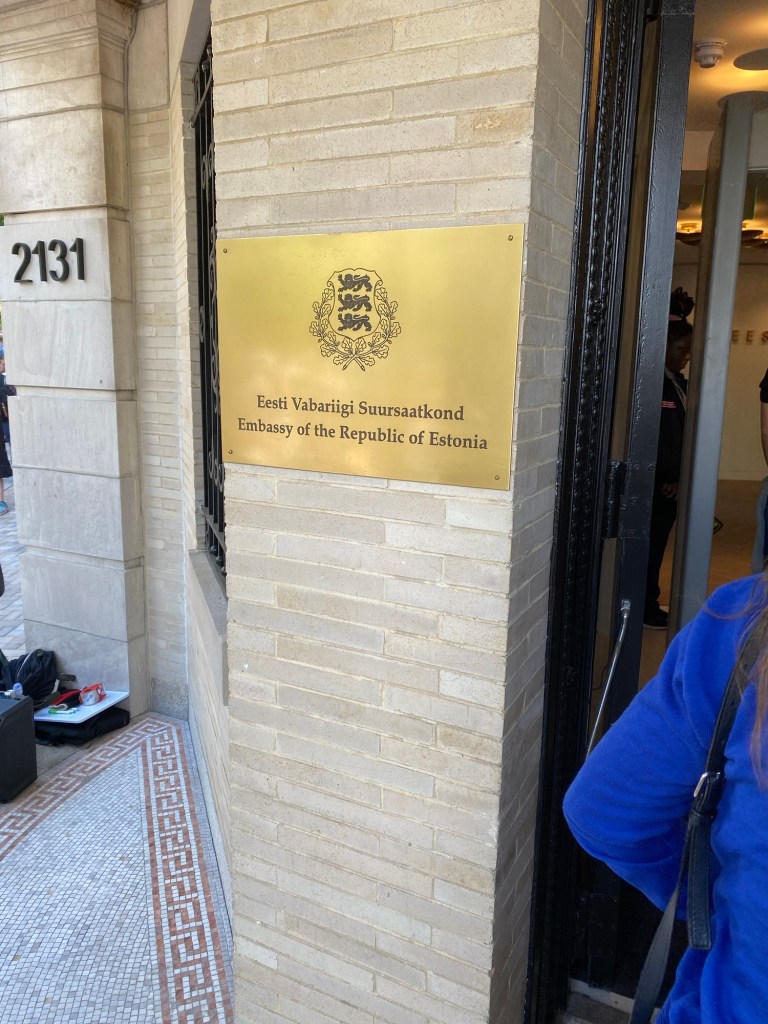 2131
Eesti Vabariigi Suursaatkond
Embassy of the Republic of Estonia